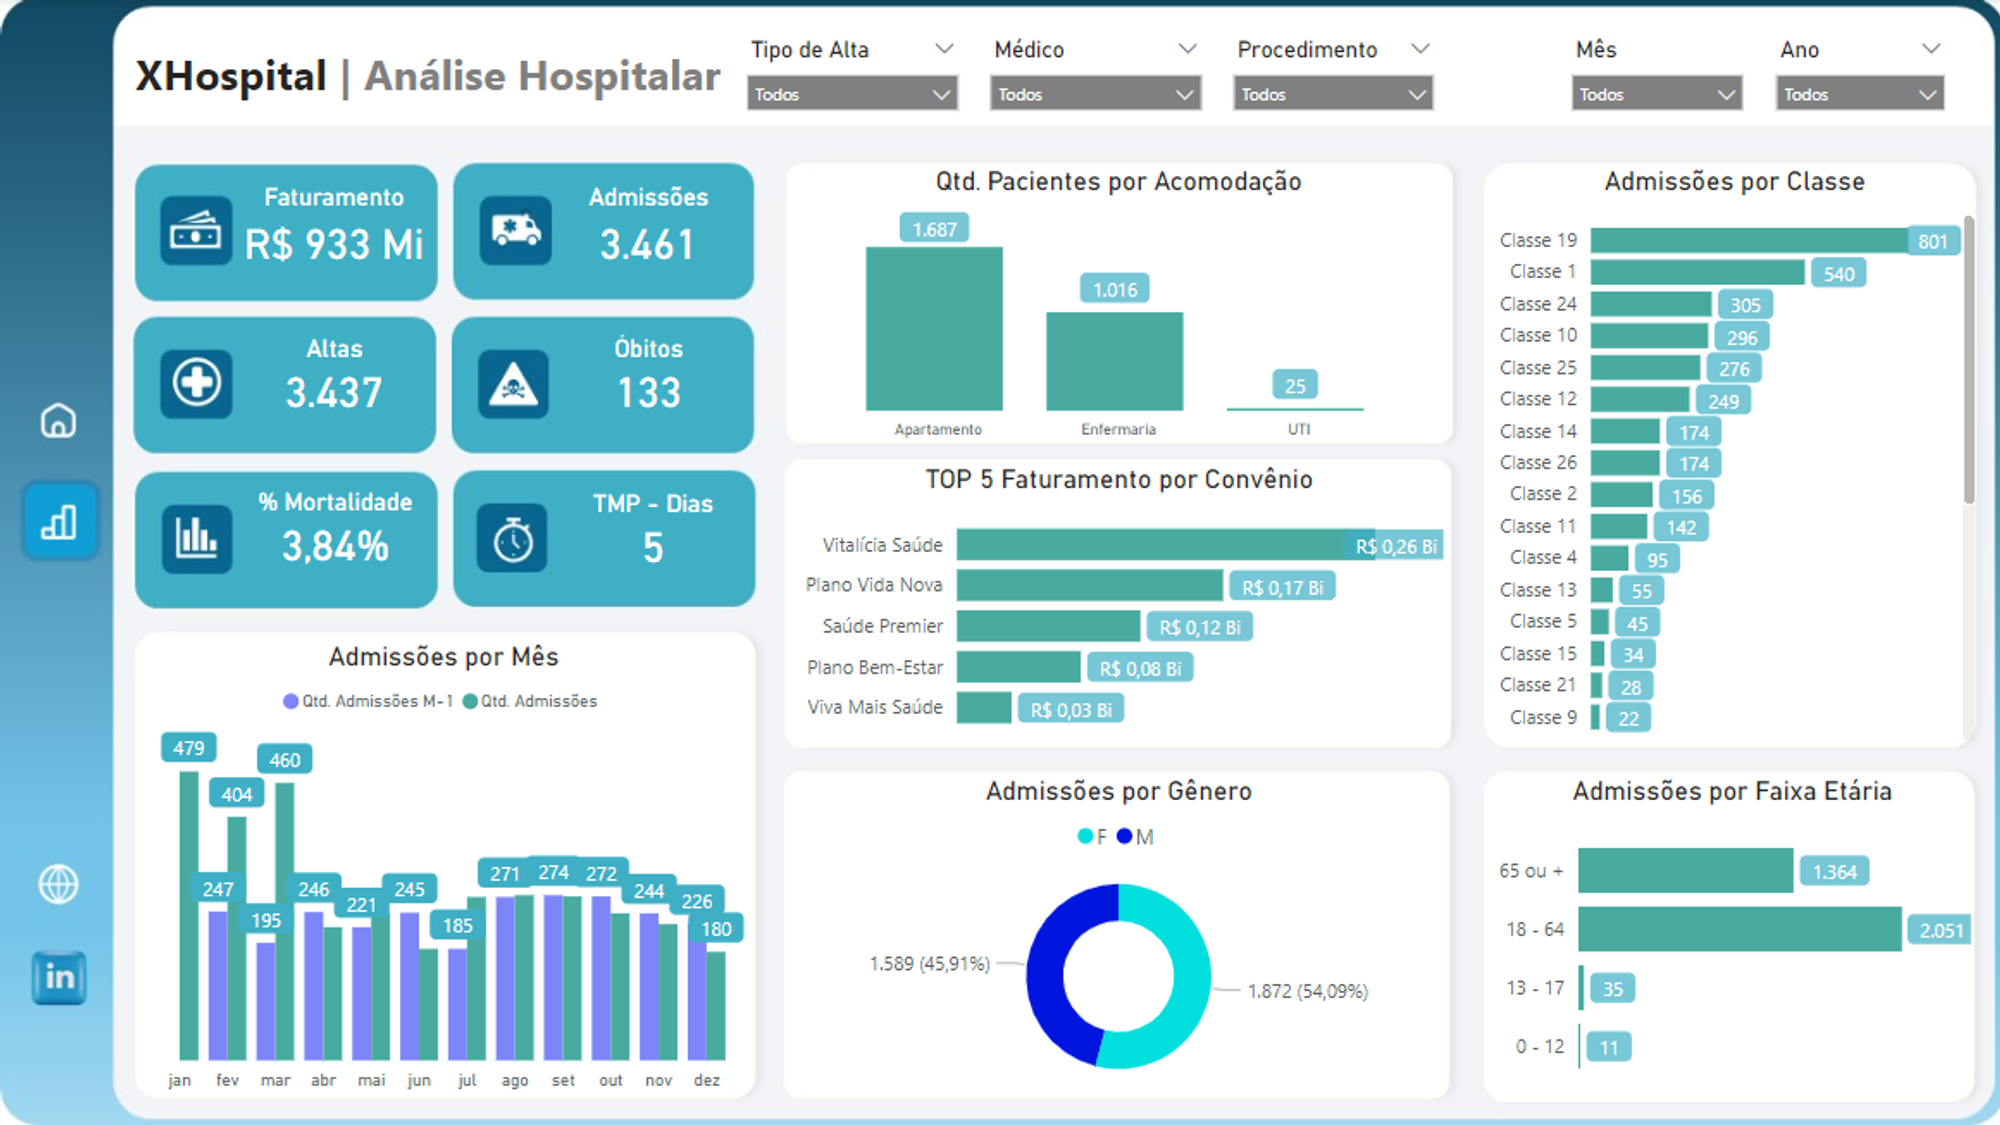 XHospital | Análise Hospitalar
Tipo de Alta
Todos
Médico
Todos
Procedimento
Todos
Mês
Todos
Ano
Todos
Faturamento
R$ 933 Mi
Admissões
3.461
Altas
3.437
Óbitos
133
% Mortalidade
3,84%
TMP - Dias
5
Admissões por Mês
Qtd. Admissões M-1 Qtd. Admissões
479
247
404
195
460
246
221
245
185
271
274
272
244
226
180
jan fev mar abr mai jun jul ago set out nov dez
Qtd. Pacientes por Acomodação
1.687
1.016
25
Apartamento Enfermaria UTI
TOP 5 Faturamento por Convênio
Vitalícia Saúde R$ 0,26 Bi
Plano Vida Nova R$ 0,17 Bi
Saúde Premier R$ 0,12 Bi
Plano Bem-Estar R$ 0,08 Bi
Viva Mais Saúde R$ 0,03 Bi
Admissões por Gênero
F M
1.589 (45,91%)
1.872 (54,09%)
Admissões por Classe
Classe 19 801
Classe 1 540
Classe 24 305
Classe 10 296
Classe 25 276
Classe 12 249
Classe 14 174
Classe 26 174
Classe 2 156
Classe 11 142
Classe 4 95
Classe 13 55
Classe 5 45
Classe 15 34
Classe 21 28
Classe 9 22
Admissões por Faixa Etária
65 ou + 1.364
18 - 64 2.051
13 - 17 35
0 - 12 11
in